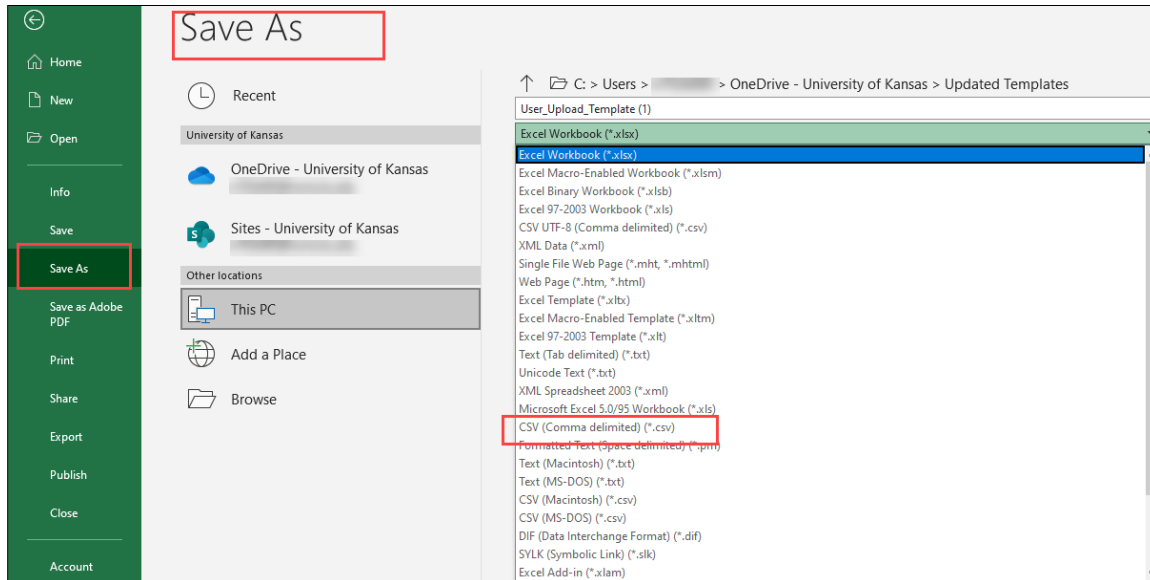 Save As
Home
New
Open
Info
Save
Save As
Save as Adobe
PDF
Print
Share
Export
Publish
Close
Account
Recent
University of Kansas
OneDrive - University of Kansas
Sites - University of Kansas
Other locations
This PC
Add a Place
Browse
C: > Users > > OneDrive - University of Kansas > Updated Templates
User_Upload_Template (1)
Excel Workbook (*.xlsx)
Excel Workbook (*.xlsx)
Excel Macro-Enabled Workbook (*.xlsm)
Excel Binary Workbook (*.xlsb)
Excel 97-2003 Workbook (*.xls)
CSV UTF-8 (Comma delimited) (*.csv)
XML Data (*.xml)
Single File Web Page (*.mht, *.mhtml)
Web Page (*.htm, *.html)
Excel Template (*.xltx)
Excel Macro-Enabled Template (*.xltm)
Excel 97-2003 Template (*.xlt)
Text (Tab delimited) (*.txt)
Unicode Text (*.txt)
XML Spreadsheet 2003 (*.xml)
Microsoft Excel 5.0/95 Workbook (*.xls)
CSV (Comma delimited) (*.csv)
Formatted Text (Space delimited) (*.prn)
Text (Macintosh) (*.txt)
Text (MS-DOS) (*.txt)
CSV (Macintosh) (*.csv)
CSV (MS-DOS) (*.csv)
DIF (Data Interchange Format) (*.dif)
SYLK (Symbolic Link) (*.slk)
Excel Add-in (*.xlam)